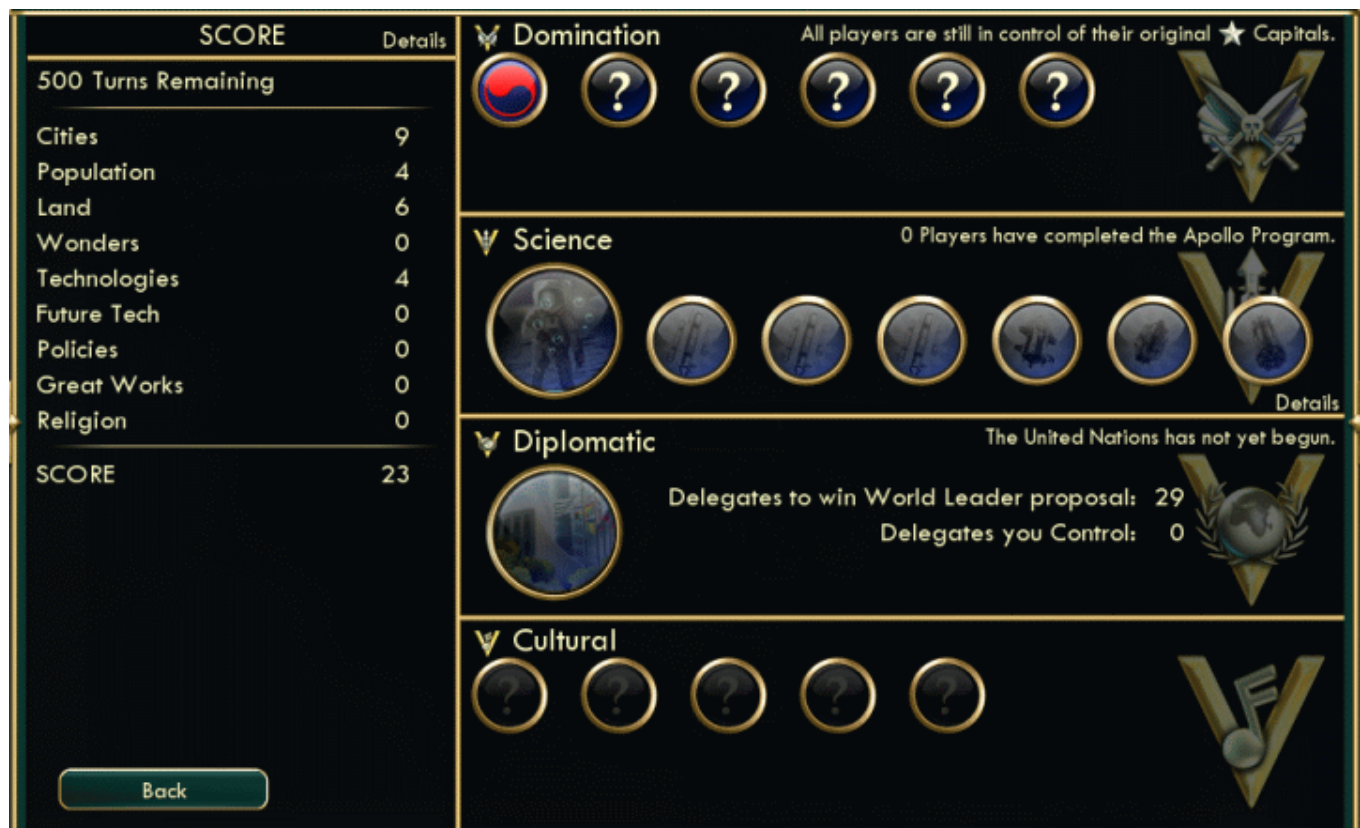 SCORE Details
500 Turns Remaining
Cities 9
Population 4
Land 6
Wonders 0
Technologies 4
Future Tech 0
Policies 0
Great Works 0
Religion 0
SCORE 23
Back
Domination All players are still in control of their original Capitals.
? ? ? ? ?
Science 0 Players have completed the Apollo Program.
Details
Diplomatic The United Nations has not yet begun.
Delegates to win World Leader proposal: 29
Delegates you Control: 0
Cultural
? ? ? ? ?